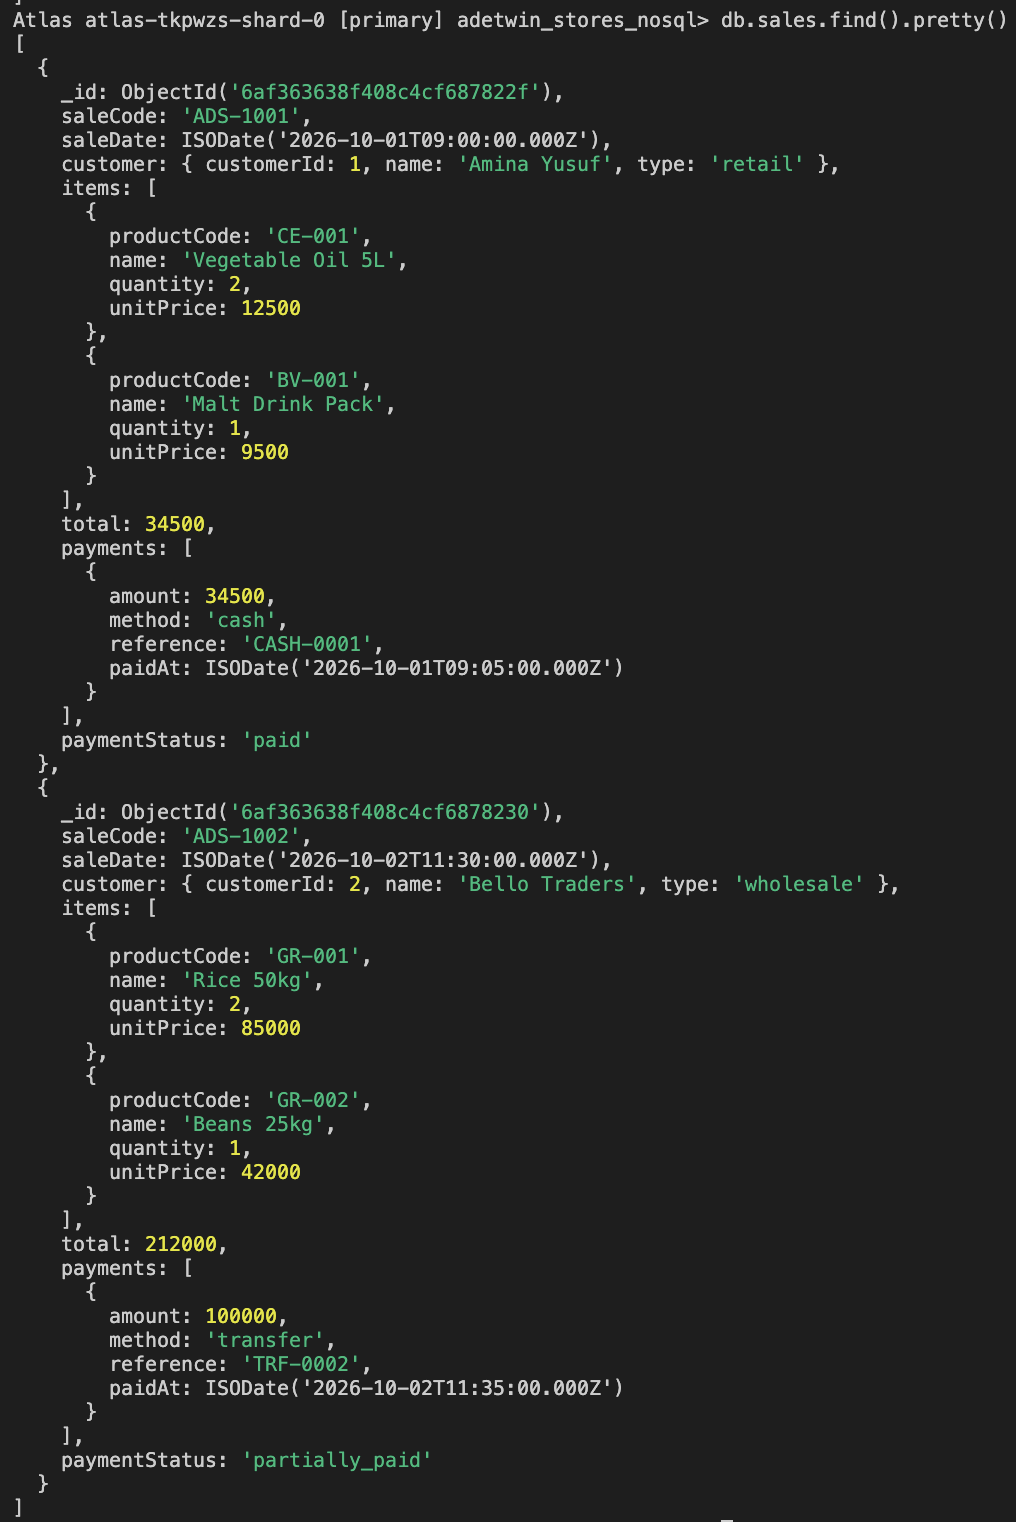 ]
Atlas atlas-tkpwzs-shard-0 [primary] adetwin_stores_nosql> db.sales.find().pretty()
[
  {
    _id: ObjectId('6af363638f408c4cf687822f'),
    saleCode: 'ADS-1001',
    saleDate: ISODate('2026-10-01T09:00:00.000Z'),
    customer: { customerId: 1, name: 'Amina Yusuf', type: 'retail' },
    items: [
      {
        productCode: 'CE-001',
        name: 'Vegetable Oil 5L',
        quantity: 2,
        unitPrice: 12500
      },
      {
        productCode: 'BV-001',
        name: 'Malt Drink Pack',
        quantity: 1,
        unitPrice: 9500
      }
    ],
    total: 34500,
    payments: [
      {
        amount: 34500,
        method: 'cash',
        reference: 'CASH-0001',
        paidAt: ISODate('2026-10-01T09:05:00.000Z')
      }
    ],
    paymentStatus: 'paid'
  },
  {
    _id: ObjectId('6af363638f408c4cf6878230'),
    saleCode: 'ADS-1002',
    saleDate: ISODate('2026-10-02T11:30:00.000Z'),
    customer: { customerId: 2, name: 'Bello Traders', type: 'wholesale' },
    items: [
      {
        productCode: 'GR-001',
        name: 'Rice 50kg',
        quantity: 2,
        unitPrice: 85000
      },
      {
        productCode: 'GR-002',
        name: 'Beans 25kg',
        quantity: 1,
        unitPrice: 42000
      }
    ],
    total: 212000,
    payments: [
      {
        amount: 100000,
        method: 'transfer',
        reference: 'TRF-0002',
        paidAt: ISODate('2026-10-02T11:35:00.000Z')
      }
    ],
    paymentStatus: 'partially_paid'
  }
]